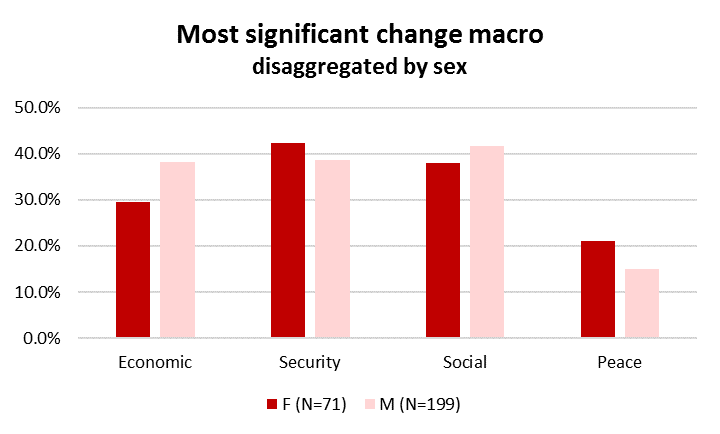 Most significant change macro
disaggregated by sex
50.0%
40.0%
30.0%
20.0%
10.0%
0.0%
Economic Security Social Peace
F (N=71) M (N=199)